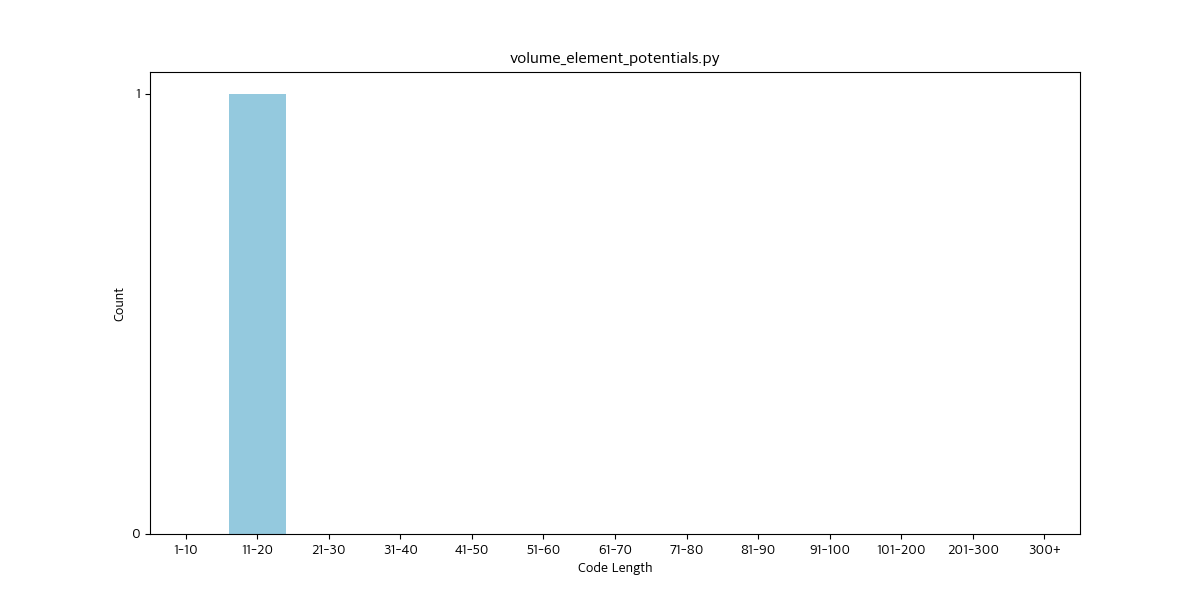 volume_element_potentials.py
1
Count
0
1-10 11-20 21-30 31-40 41-50 51-60 61-70 71-80 81-90 91-100 101-200 201-300 300+
Code Length